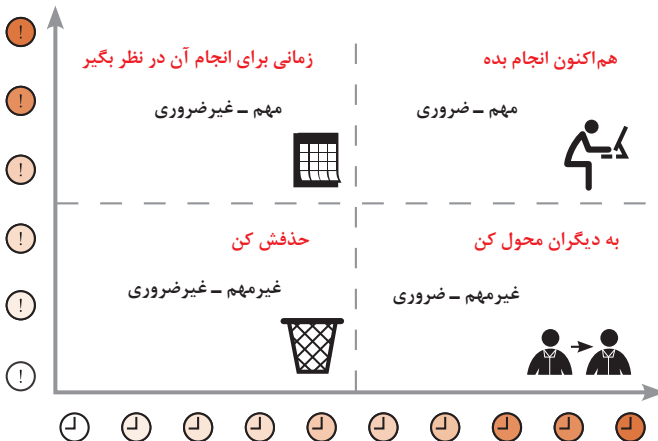 هم‌اکنون انجام بده
مهم ـ ضروری
زمانی برای انجام آن در نظر بگیر
مهم ـ غیرضروری
به دیگران محول کن
غیرمهم ـ ضروری
حذفش کن
غیرمهم ـ غیرضروری